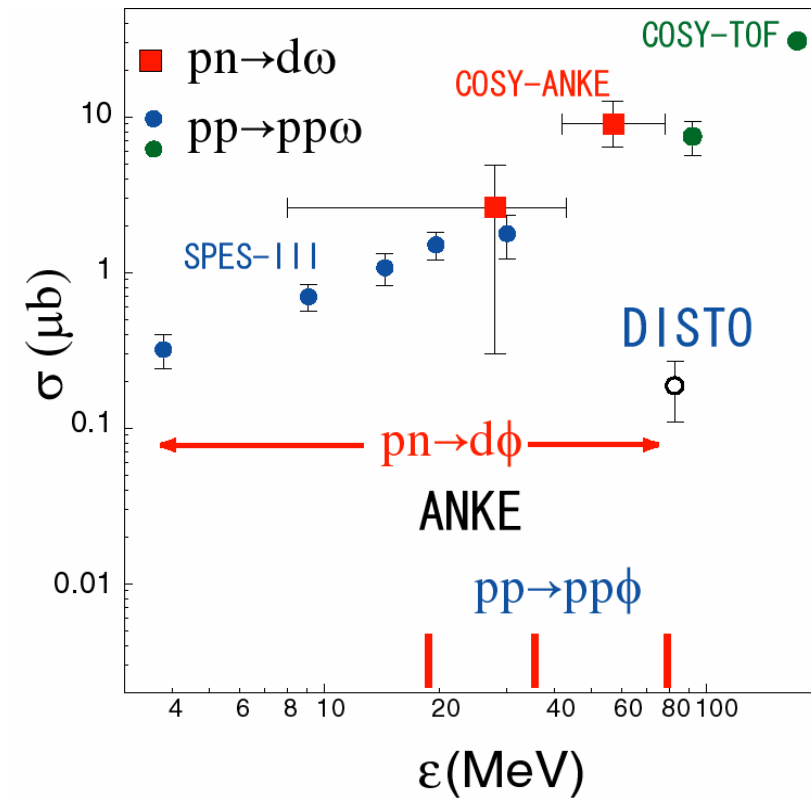 COSY-TOF
pn→dω
COSY-ANKE
pp→ppω
10
SPES-III
1
DISTO
0.1
pn→dϕ
ANKE
0.01
pp→ppϕ
σ (μb)
4 8 10 20 40 60 80 100
ε(MeV)